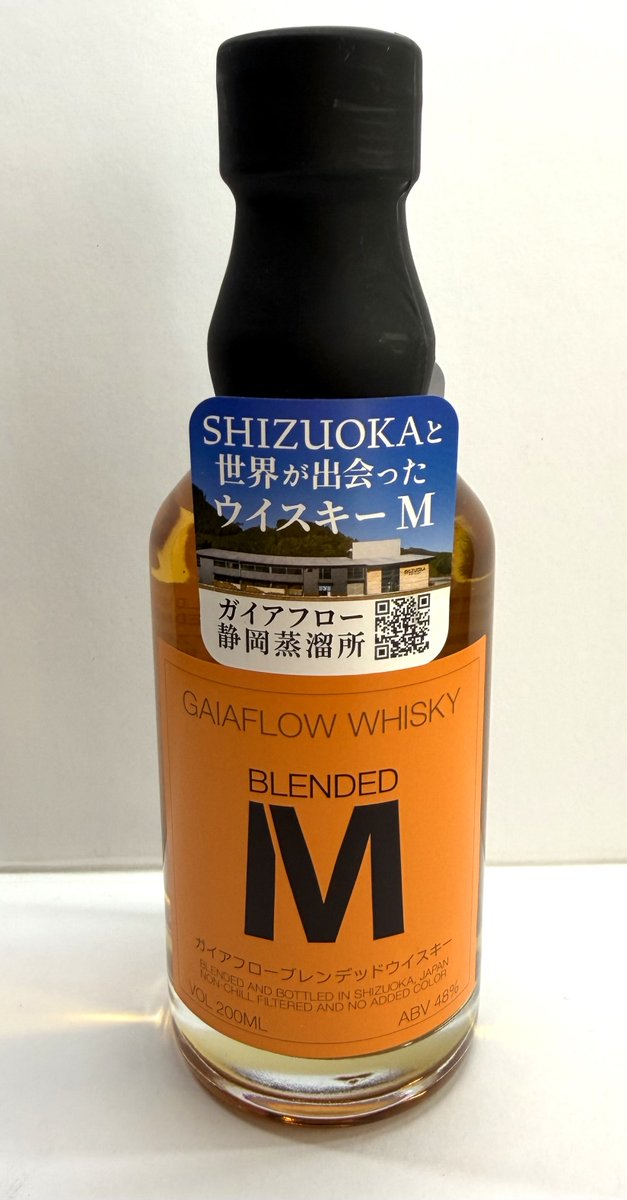 SHIZUOKAと
世界が出会った
ウイスキー M
SHIZUOKA
ガイアフロー
静岡蒸溜所
GAIAFLOW WHISKY
BLENDED
M
ガイアフローブレンデッドウイスキー
BLENDED AND BOTTLED IN SHIZUOKA, JAPAN
NON-CHILL FILTERED AND NO ADDED COLOR
VOL 200ML
ABV 48%